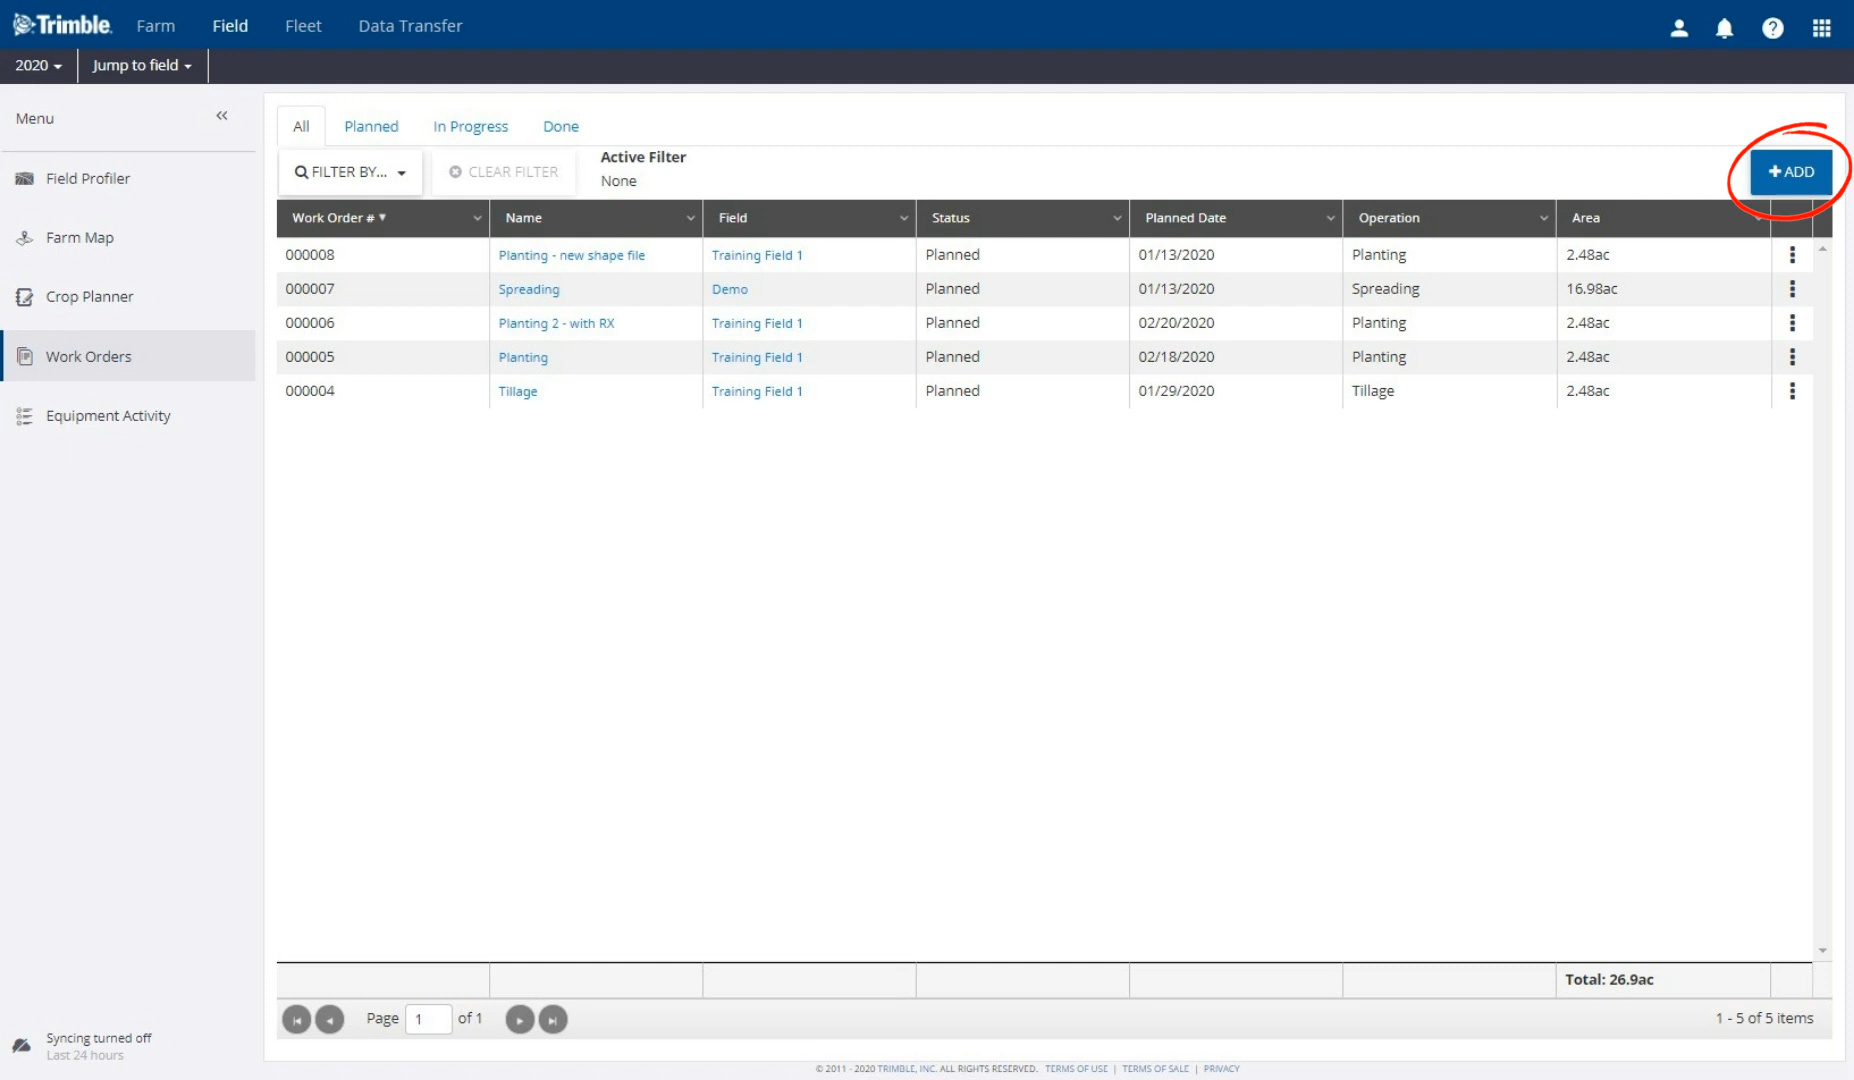 Trimble. Farm Field Fleet Data Transfer
2020 Jump to field
Menu
Field Profiler
Farm Map
Crop Planner
Work Orders
Equipment Activity
Syncing turned off
Last 24 hours
All Planned In Progress Done
FILTER BY... CLEAR FILTER
Active Filter
None
+ADD
Work Order # Name Field Status Planned Date Operation Area
000008 Planting - new shape file Training Field 1 Planned 01/13/2020 Planting 2.48ac
000007 Spreading Demo Planned 01/13/2020 Spreading 16.98ac
000006 Planting 2 - with RX Training Field 1 Planned 02/20/2020 Planting 2.48ac
000005 Planting Training Field 1 Planned 02/18/2020 Planting 2.48ac
000004 Tillage Training Field 1 Planned 01/29/2020 Tillage 2.48ac
Total: 26.9ac
Page 1 of 1 1 - 5 of 5 items
© 2011 - 2020 TRIMBLE, INC. ALL RIGHTS RESERVED. TERMS OF USE | TERMS OF SALE | PRIVACY